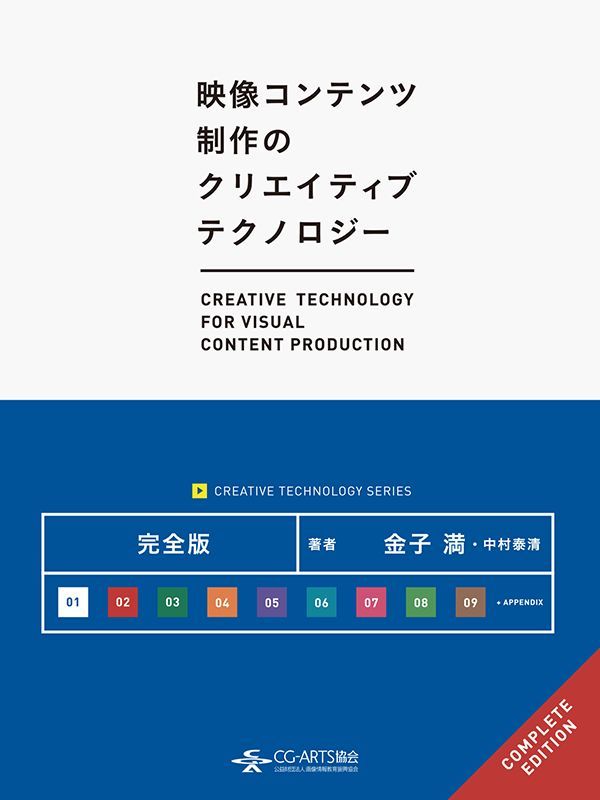 映像コンテンツ
制作の
クリエイティブ
テクノロジー
CREATIVE TECHNOLOGY
FOR VISUAL
CONTENT PRODUCTION
CREATIVE TECHNOLOGY SERIES
完全版
著者 金子 満・中村泰清
01 02 03 04 05 06 07 08 09 + APPENDIX
COMPLETE
EDITION
CG-ARTS協会
公益財団法人 画像情報教育振興協会